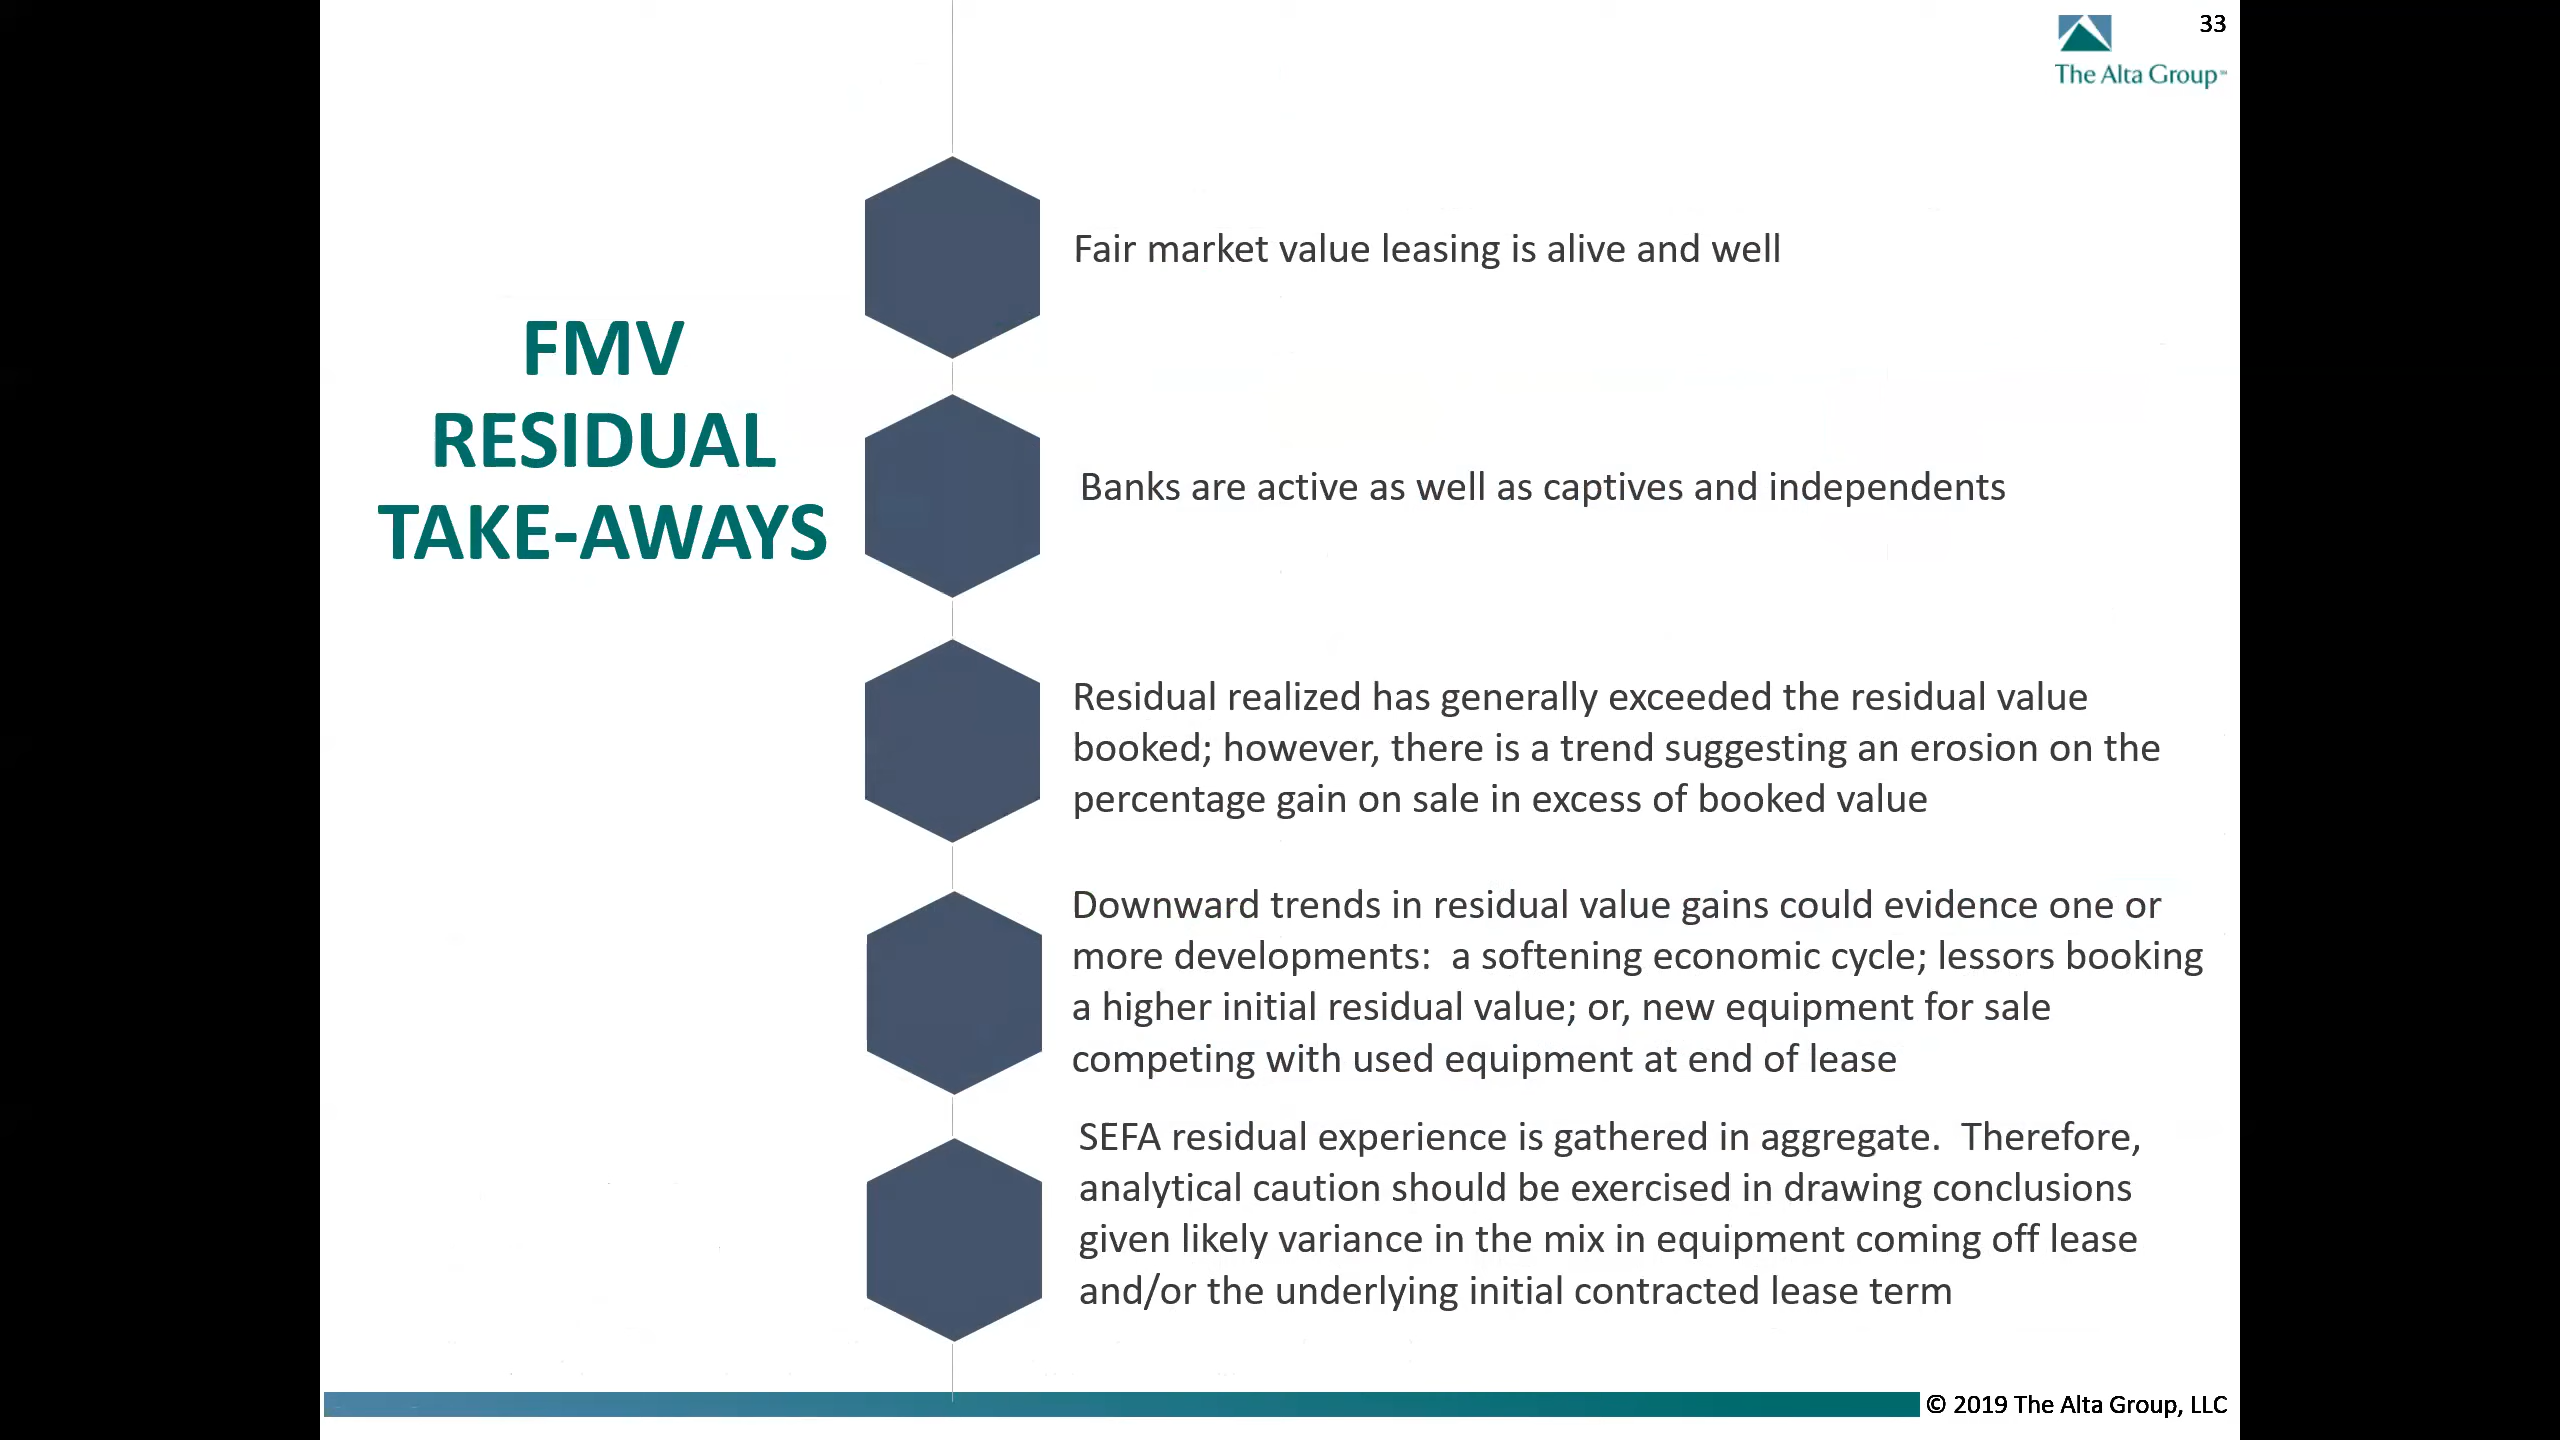 33
The Alta Group℠
FMV
RESIDUAL
TAKE-AWAYS
Fair market value leasing is alive and well
Banks are active as well as captives and independents
Residual realized has generally exceeded the residual value
booked; however, there is a trend suggesting an erosion on the
percentage gain on sale in excess of booked value
Downward trends in residual value gains could evidence one or
more developments:  a softening economic cycle; lessors booking
a higher initial residual value; or, new equipment for sale
competing with used equipment at end of lease
SEFA residual experience is gathered in aggregate.  Therefore,
analytical caution should be exercised in drawing conclusions
given likely variance in the mix in equipment coming off lease
and/or the underlying initial contracted lease term
© 2019 The Alta Group, LLC